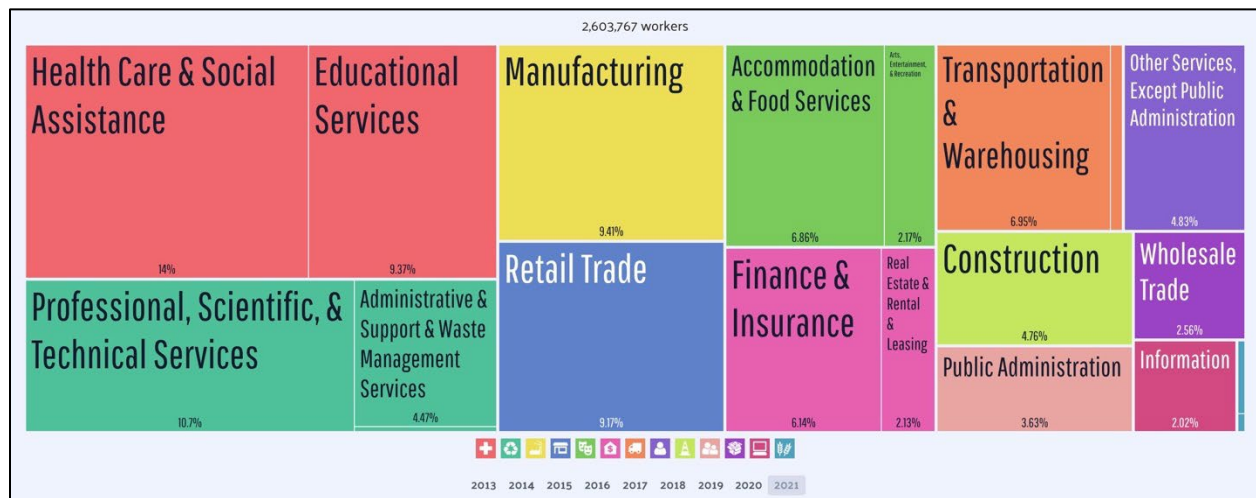 2,603,767 workers
Health Care & Social
Assistance
14%
Educational
Services
9.37%
Professional, Scientific, &
Technical Services
10.7%
Administrative &
Support & Waste
Management
Services
4.47%
Manufacturing
9.41%
Retail Trade
9.17%
Accommodation
& Food Services
6.86%
Arts,
Entertainment,
& Recreation
2.17%
Finance &
Insurance
6.14%
Real
Estate &
Rental
&
Leasing
2.13%
Transportation
&
Warehousing
6.95%
Other Services,
Except Public
Administration
4.83%
Construction
4.76%
Public Administration
3.63%
Wholesale
Trade
2.56%
Information
2.02%
2013 2014 2015 2016 2017 2018 2019 2020 2021